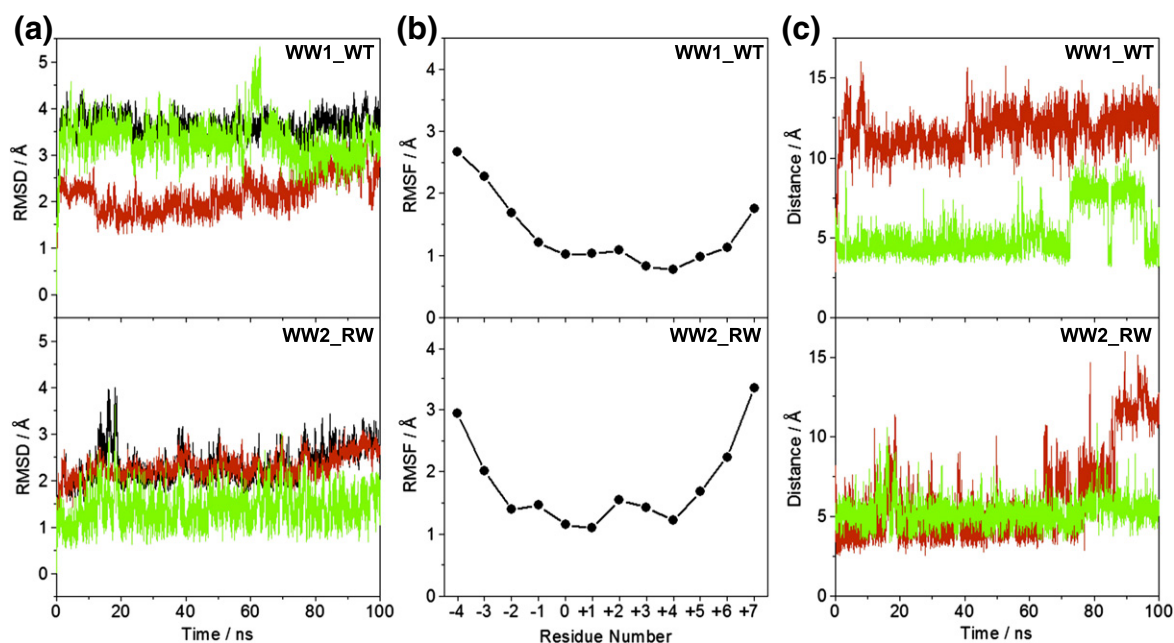 (a)
(b)
(c)
WW1_WT
WW1_WT
WW1_WT
RMSD / Å
5
4
3
2
1
0
RMSF / Å
4
3
2
1
0
Distance / Å
15
10
5
0
WW2_RW
WW2_RW
WW2_RW
RMSD / Å
5
4
3
2
1
0
RMSF / Å
4
3
2
1
0
Distance / Å
15
10
5
0
0 20 40 60 80 100
-4 -3 -2 -1 0 +1 +2 +3 +4 +5 +6 +7
0 20 40 60 80 100
Time / ns
Residue Number
Time / ns